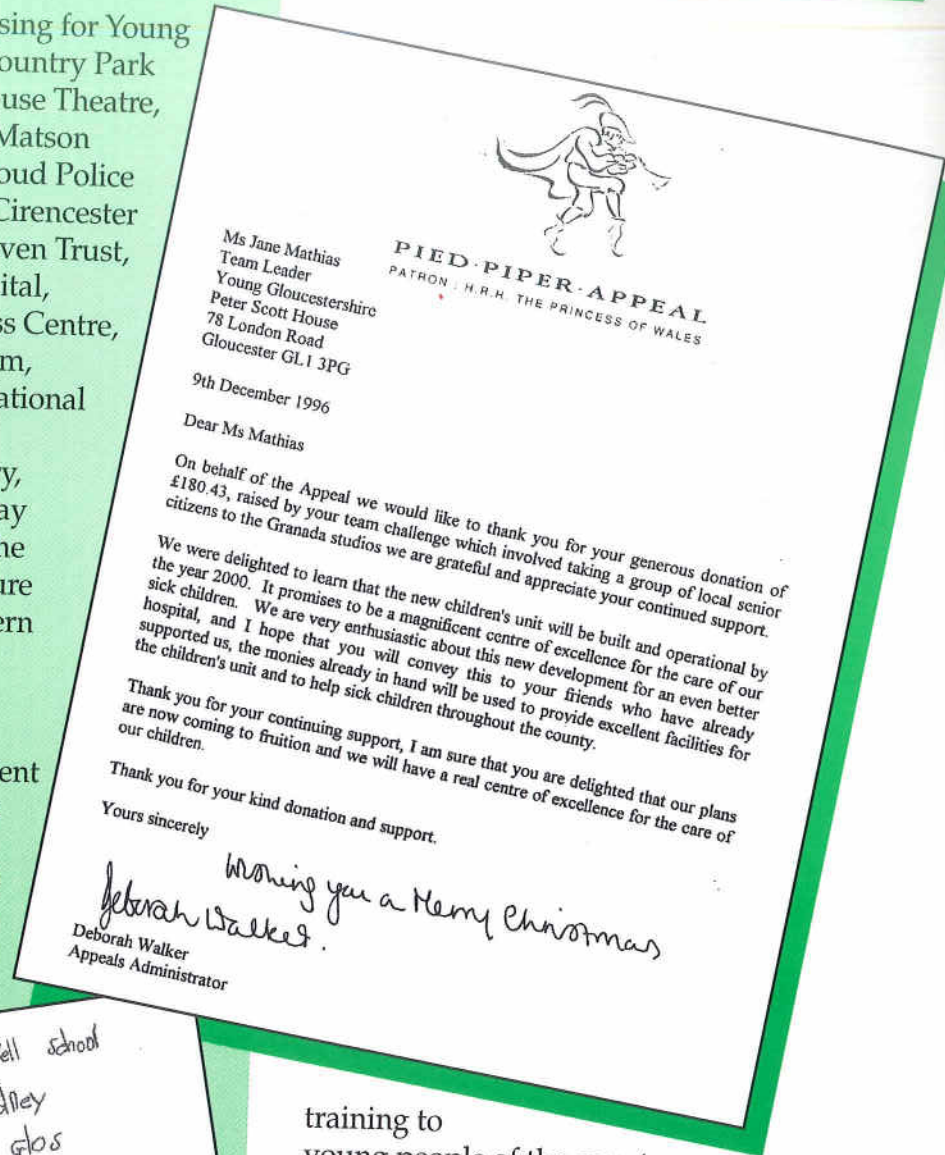 sing for Young
ountry Park
use Theatre,
Matson
oud Police
Cirencester
ven Trust,
ital,
ss Centre,
m,
ational
y,
ay
ne
ure
ern
ent
PIED·PIPER·APPEAL
PATRON : H.R.H. THE PRINCESS OF WALES
Ms Jane Mathias
Team Leader
Young Gloucestershire
Peter Scott House
78 London Road
Gloucester GL1 3PG
9th December 1996
Dear Ms Mathias
On behalf of the Appeal we would like to thank you for your generous donation of
£180.43, raised by your team challenge which involved taking a group of local senior
citizens to the Granada studios we are grateful and appreciate your continued support.
We were delighted to learn that the new children's unit will be built and operational by
the year 2000. It promises to be a magnificent centre of excellence for the care of our
sick children. We are very enthusiastic about this new development for an even better
hospital, and I hope that you will convey this to your friends who have already
supported us, the monies already in hand will be used to provide excellent facilities for
the children's unit and to help sick children throughout the county.
Thank you for your continuing support, I am sure that you are delighted that our plans
are now coming to fruition and we will have a real centre of excellence for the care of
our children.
Thank you for your kind donation and support.
Yours sincerely
Wishing you a Merry Christmas
Deborah Walker.
Deborah Walker
Appeals Administrator
ell School
dney
Glos
training to